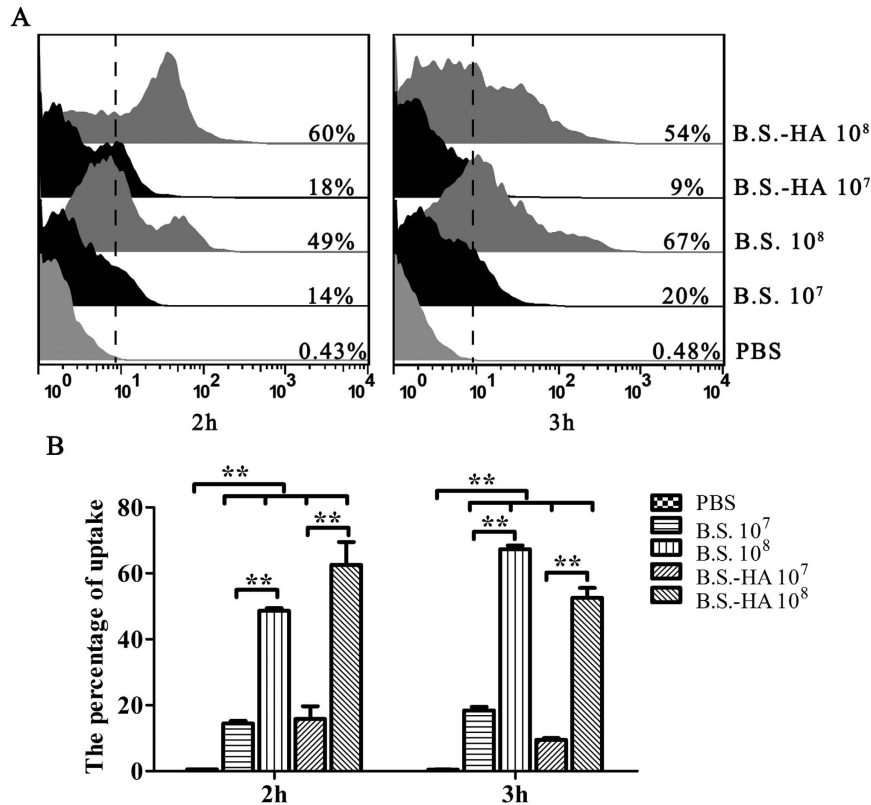 A
60% 54% B.S.-HA 10⁸
18% 9% B.S.-HA 10⁷
49% 67% B.S. 10⁸
14% 20% B.S. 10⁷
0.43% 0.48% PBS
10⁰ 10¹ 10² 10³ 10⁴ 10⁰ 10¹ 10² 10³ 10⁴
2h 3h
B
The percentage of uptake
80
60
40
20
0
** ** ** ** ** **
2h 3h
PBS
B.S. 10⁷
B.S. 10⁸
B.S.-HA 10⁷
B.S.-HA 10⁸